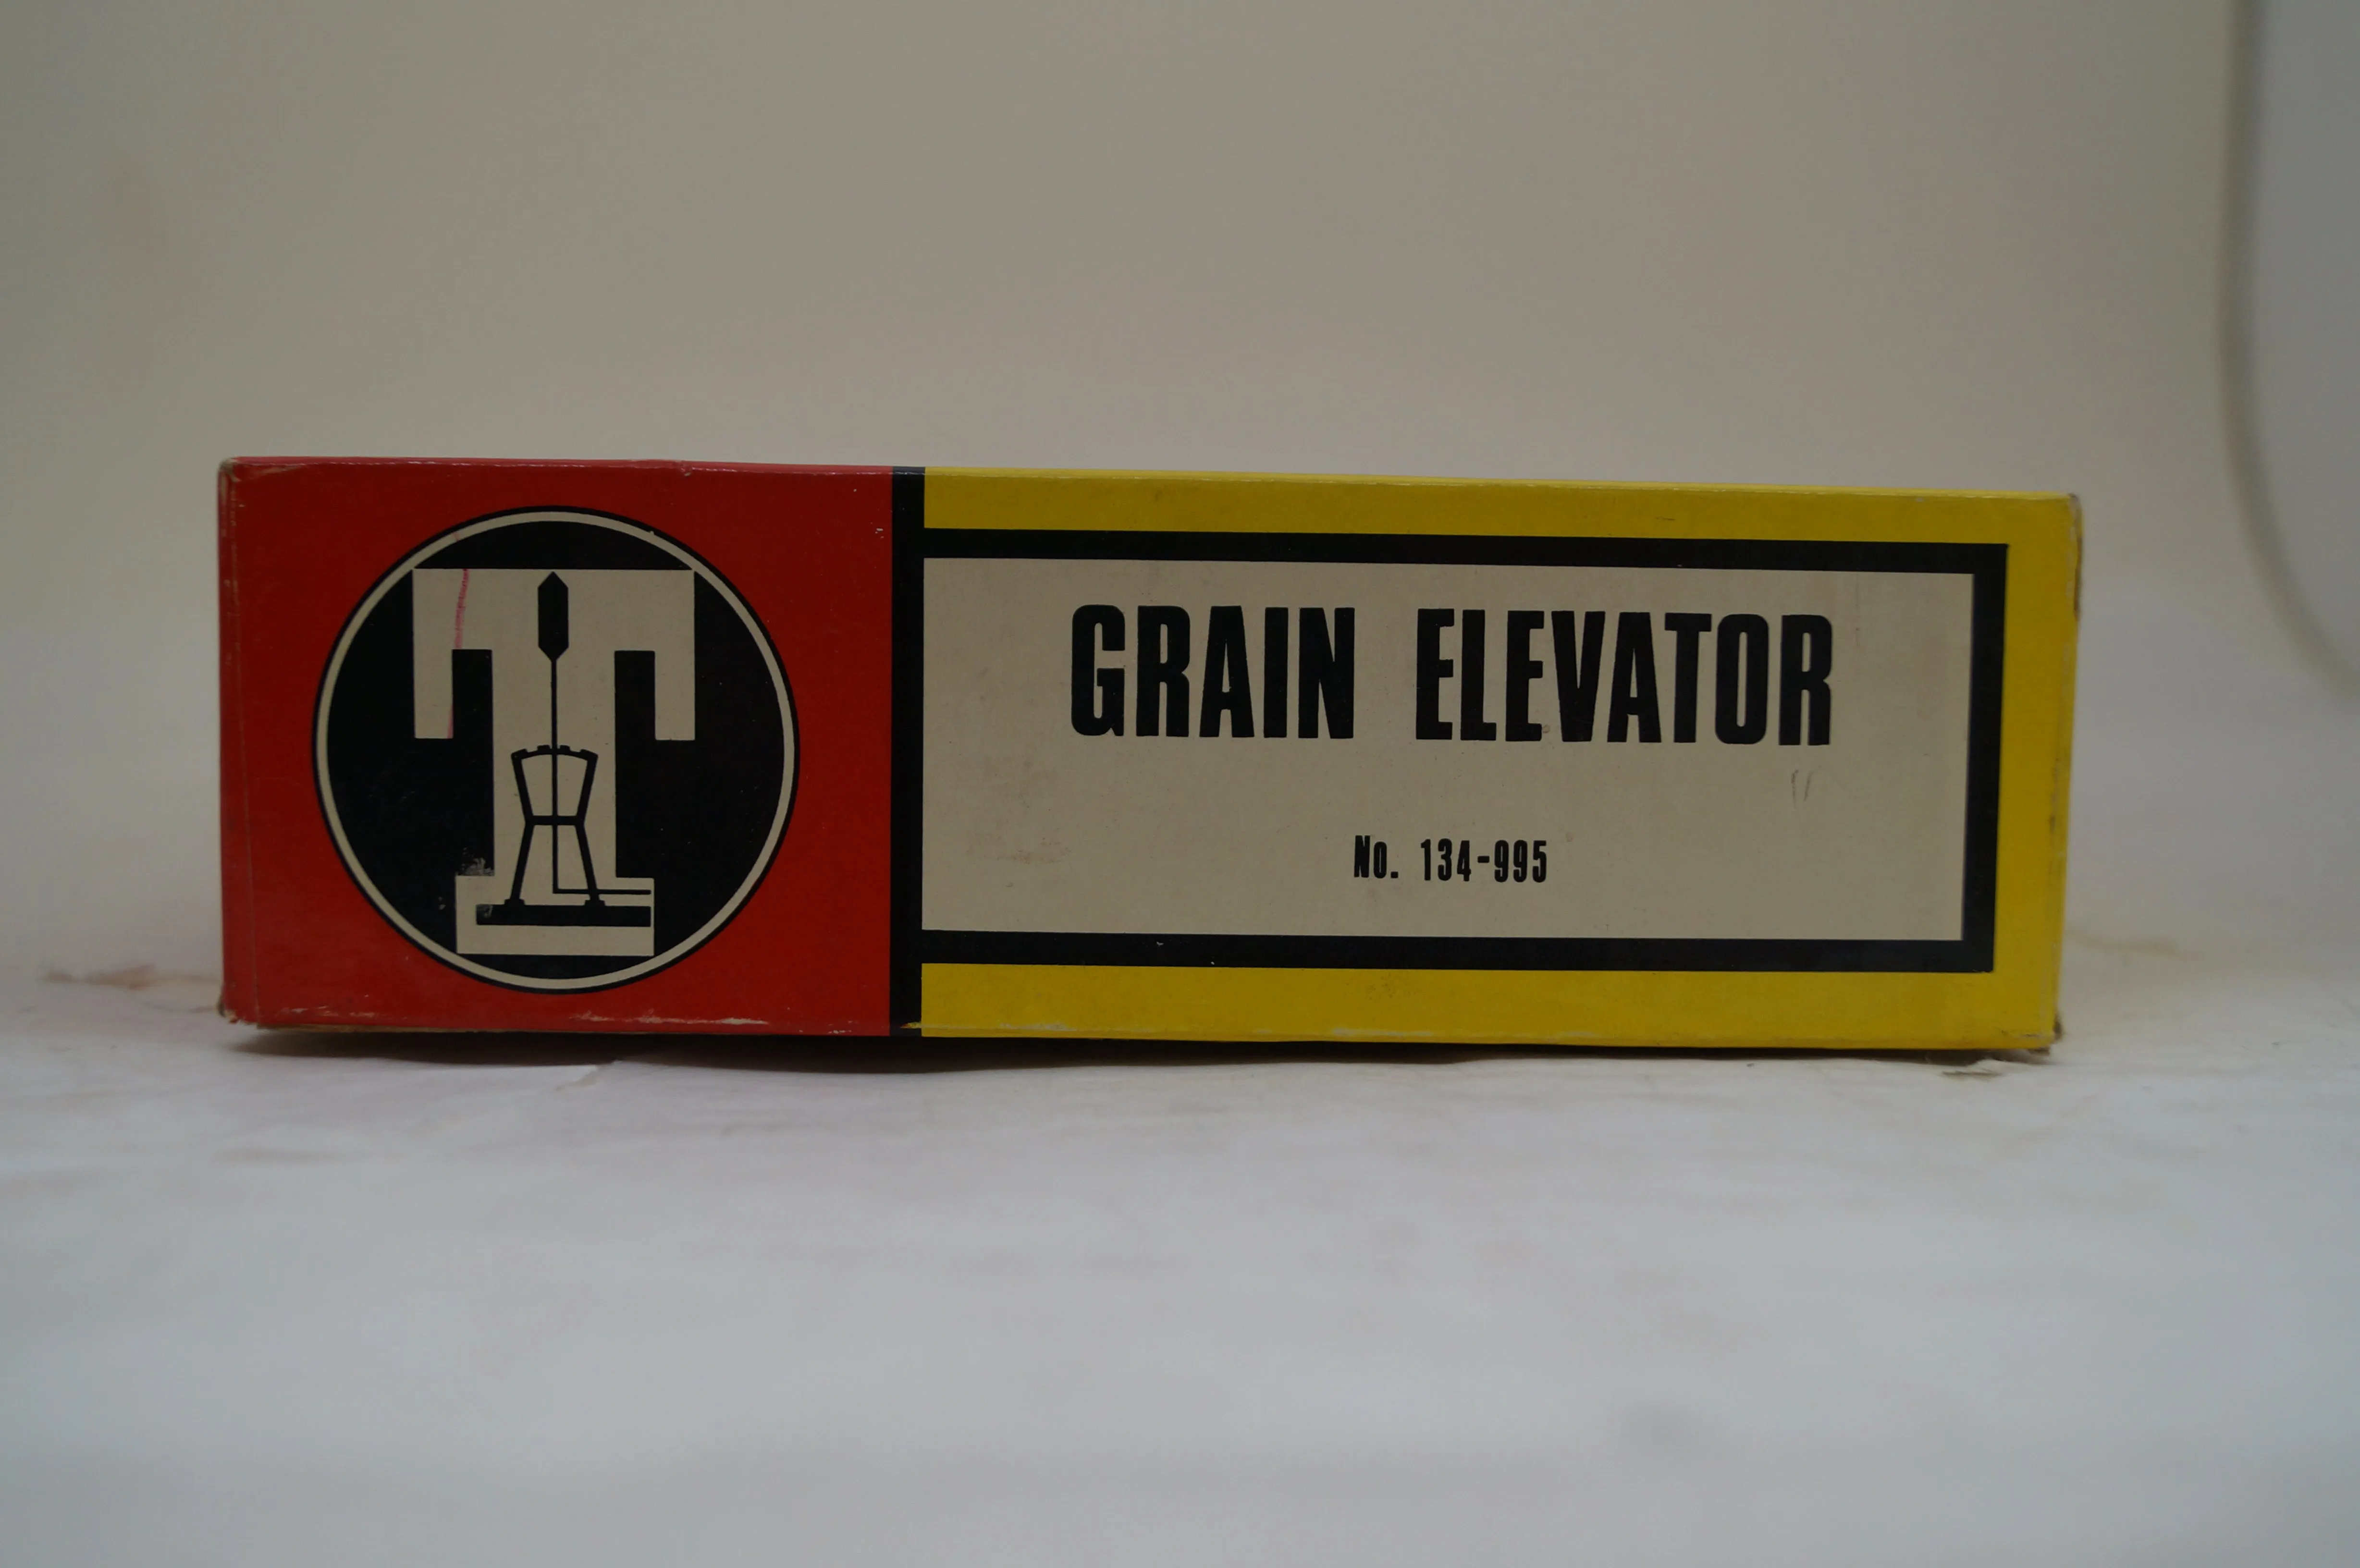 T
GRAIN ELEVATOR
No. 134-995